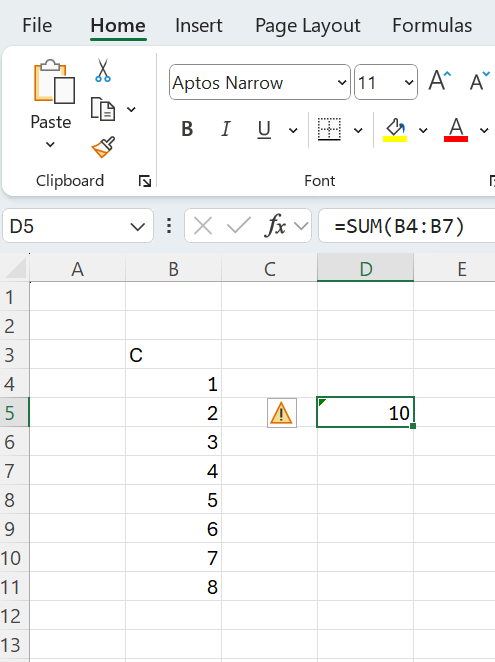 File Home Insert Page Layout Formulas
Aptos Narrow 11 A A
Paste B I U A
Clipboard Font
D5 fx =SUM(B4:B7)
A B C D E
1
2
3 C
4 1
5 2 10
6 3
7 4
8 5
9 6
10 7
11 8
12
13